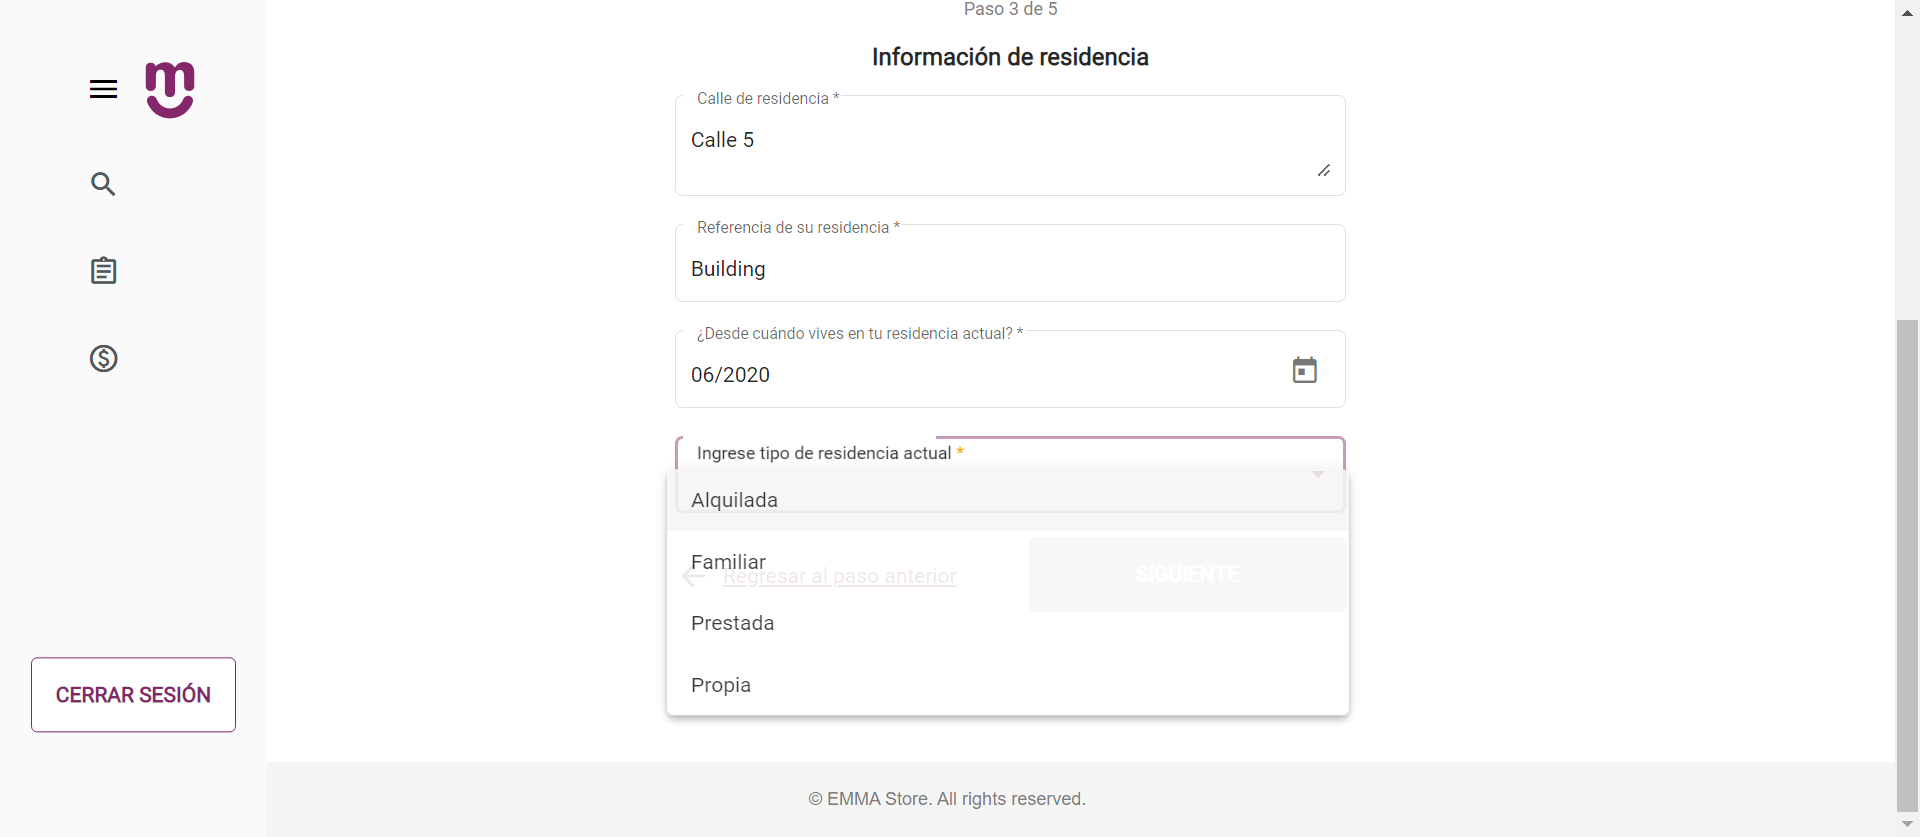 Paso 3 de 5
Información de residencia
Calle de residencia *
Calle 5
Referencia de su residencia *
Building
¿Desde cuándo vives en tu residencia actual? *
06/2020
Ingrese tipo de residencia actual *
Alquilada
Familiar
Regresar al paso anterior
SIGUIENTE
Prestada
Propia
CERRAR SESIÓN
© EMMA Store. All rights reserved.